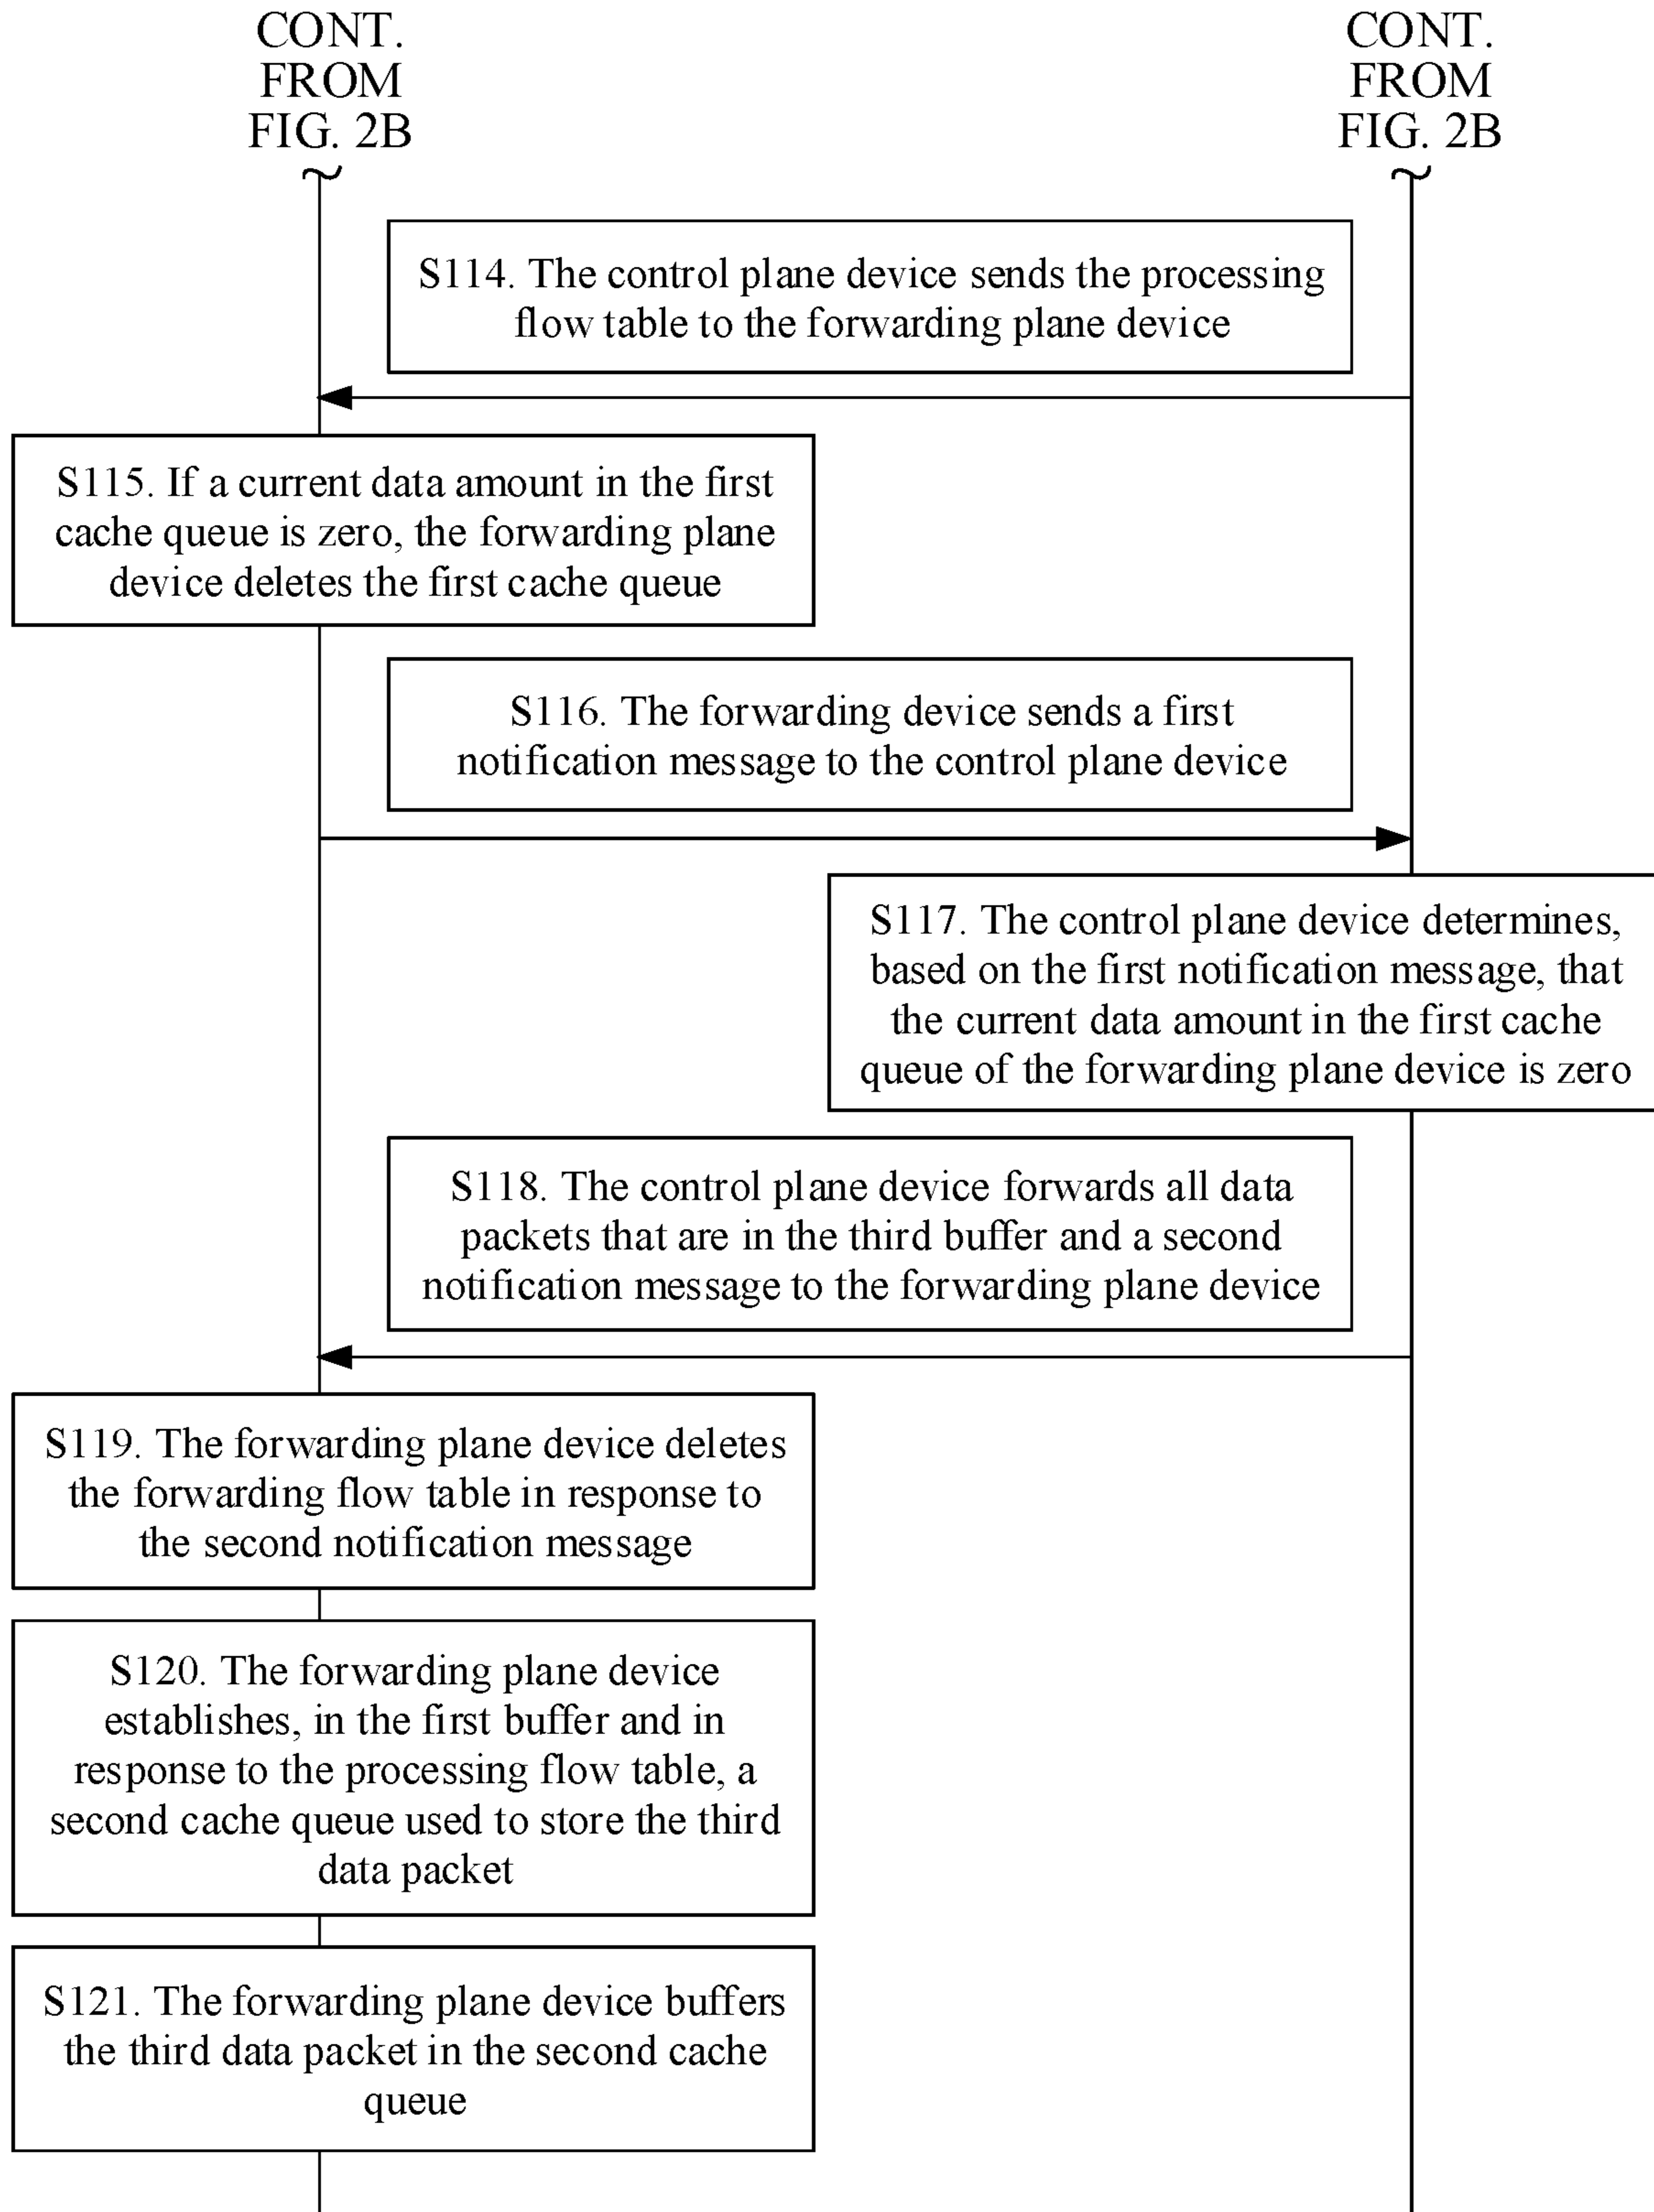 CONT.
FROM
FIG. 2B
CONT.
FROM
FIG. 2B
S114. The control plane device sends the processing
flow table to the forwarding plane device
S115. If a current data amount in the first
cache queue is zero, the forwarding plane
device deletes the first cache queue
S116. The forwarding device sends a first
notification message to the control plane device
S117. The control plane device determines,
based on the first notification message, that
the current data amount in the first cache
queue of the forwarding plane device is zero
S118. The control plane device forwards all data
packets that are in the third buffer and a second
notification message to the forwarding plane device
S119. The forwarding plane device deletes
the forwarding flow table in response to
the second notification message
S120. The forwarding plane device
establishes, in the first buffer and in
response to the processing flow table, a
second cache queue used to store the third
data packet
S121. The forwarding plane device buffers
the third data packet in the second cache
queue